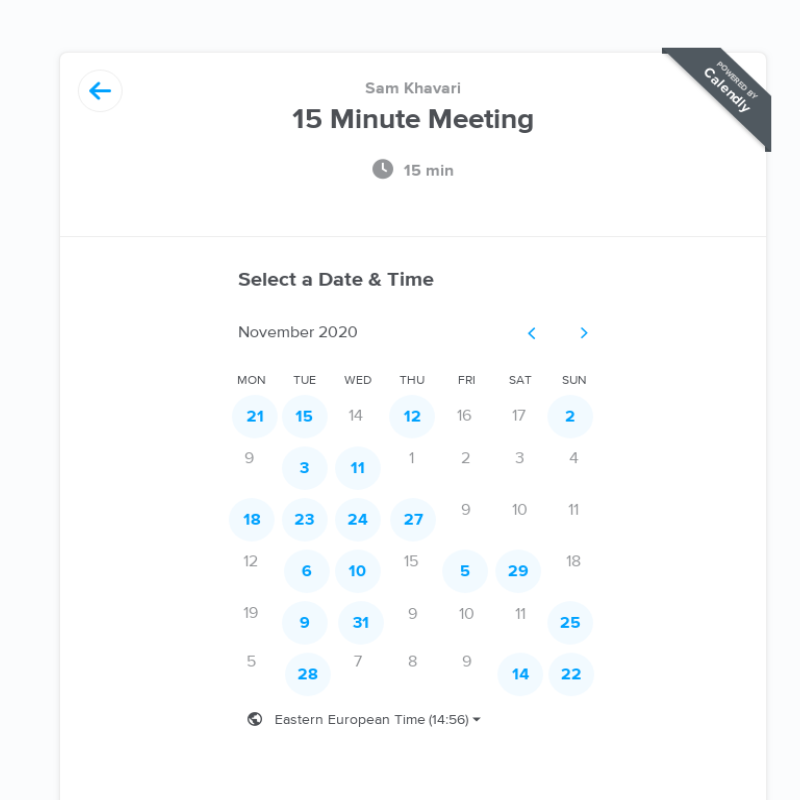 POWERED BY
Calendly
Sam Khavari
15 Minute Meeting
15 min
Select a Date & Time
November 2020
MON TUE WED THU FRI SAT SUN
21 15 14 12 16 17 2
9 3 11 1 2 3 4
18 23 24 27 9 10 11
12 6 10 15 5 29 18
19 9 31 9 10 11 25
5 28 7 8 9 14 22
Eastern European Time (14:56)